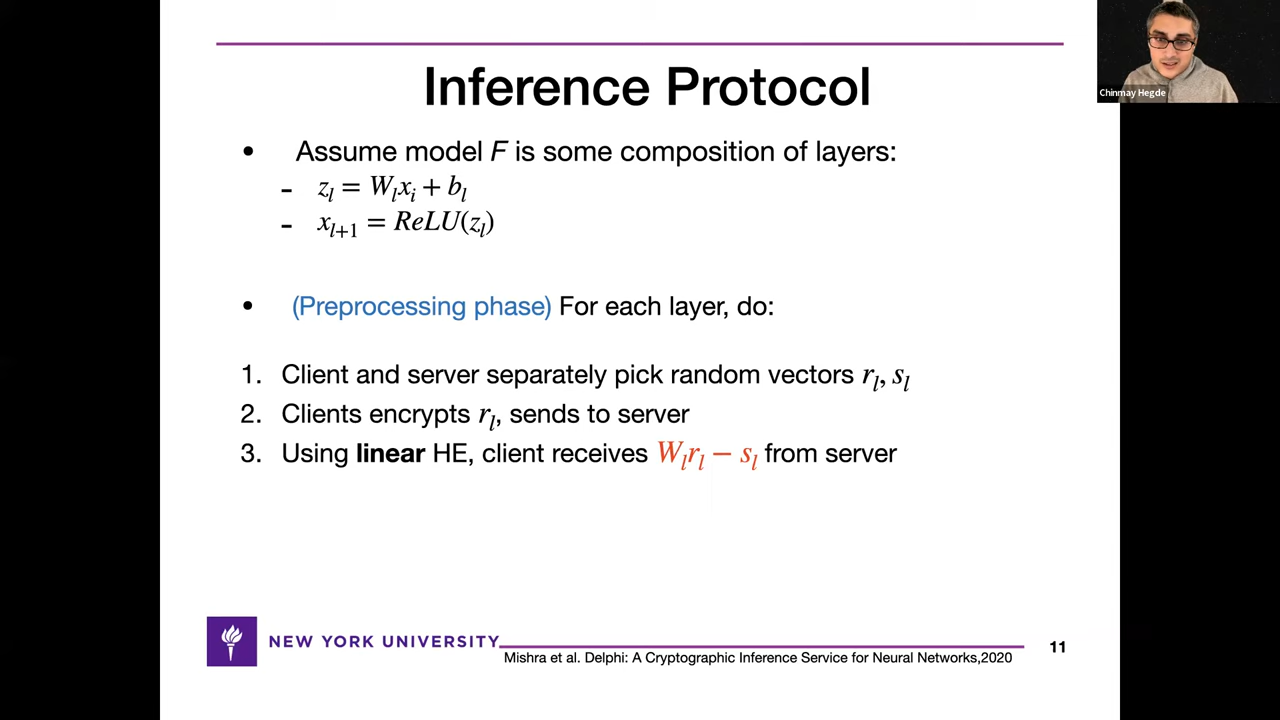 Inference Protocol
Chinmay Hegde
• Assume model F is some composition of layers:
- z_l = W_l x_i + b_l
- x_{l+1} = ReLU(z_l)
• (Preprocessing phase) For each layer, do:
1. Client and server separately pick random vectors r_l, s_l
2. Clients encrypts r_l, sends to server
3. Using linear HE, client receives W_l r_l − s_l from server
NEW YORK UNIVERSITY
11
Mishra et al. Delphi: A Cryptographic Inference Service for Neural Networks,2020